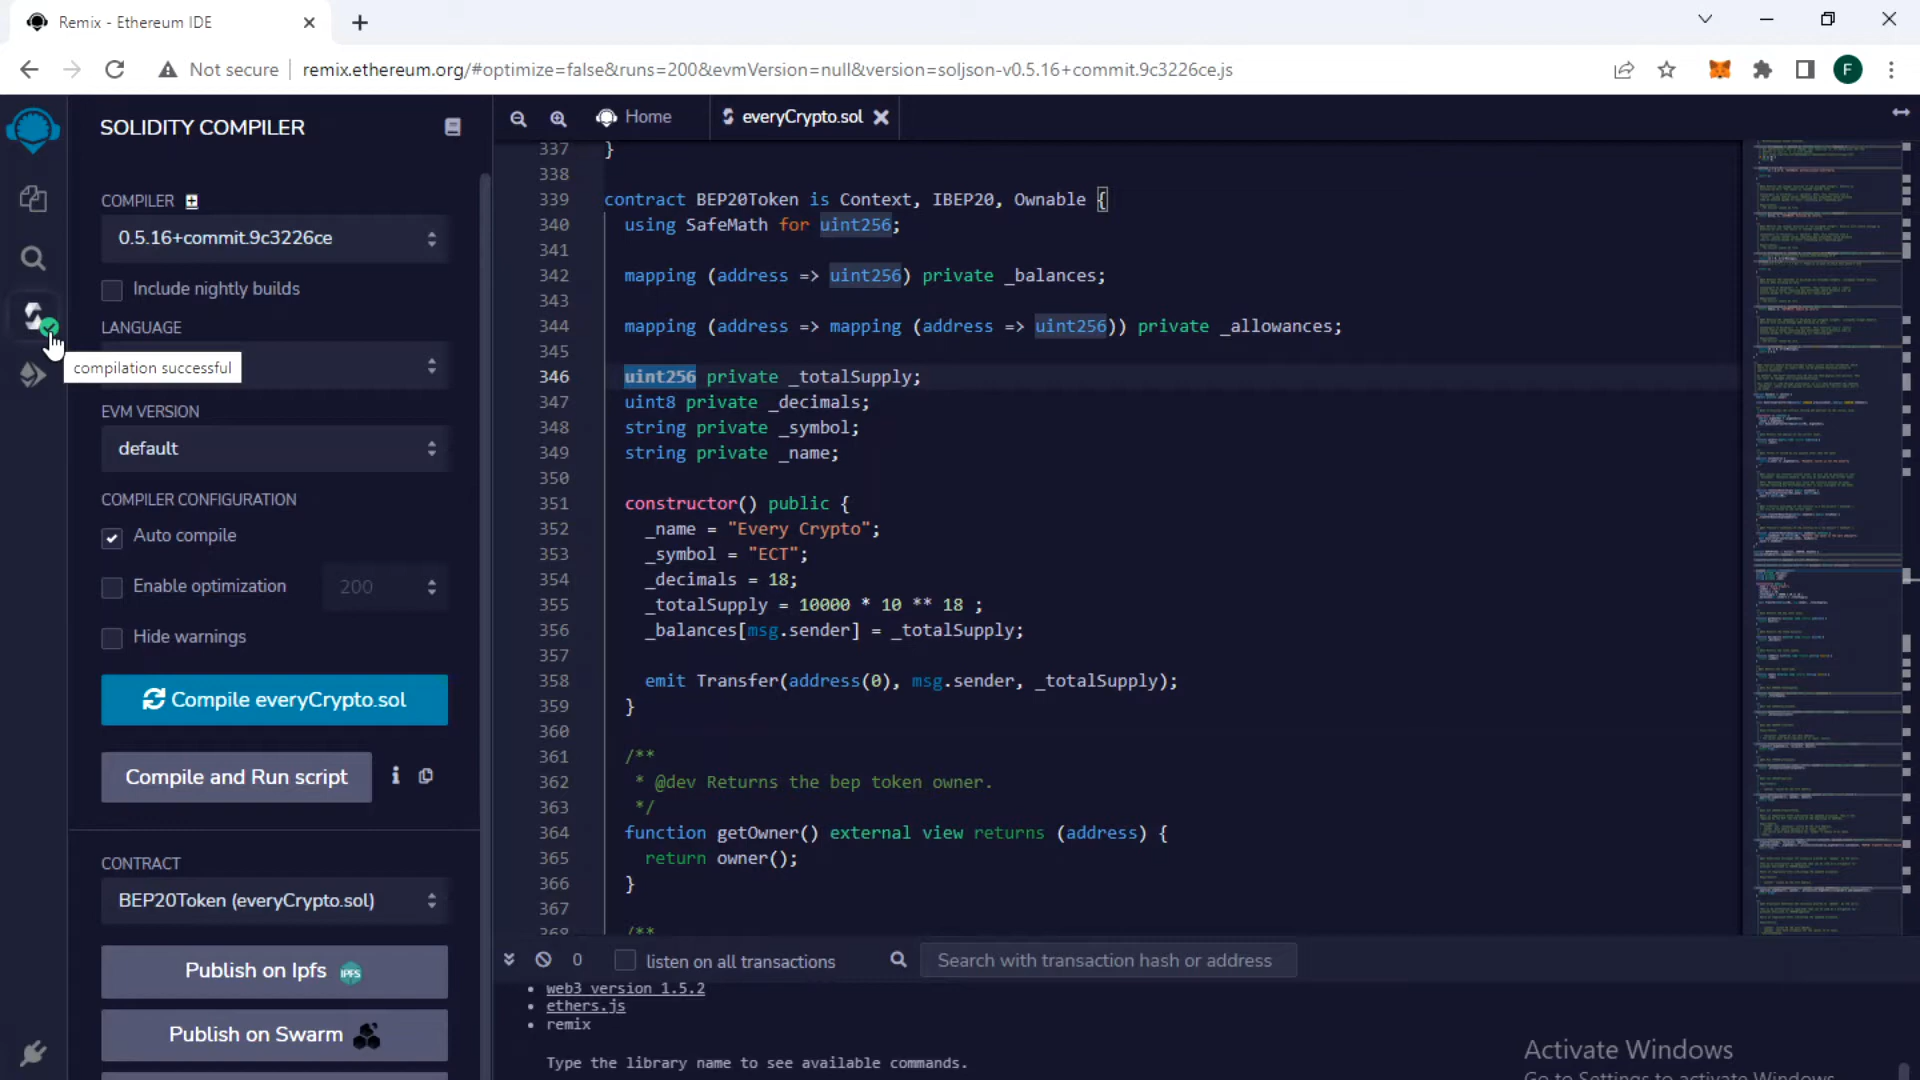 Remix - Ethereum IDE
Not secure
remix.ethereum.org/#optimize=false&runs=200&evmVersion=null&version=soljson-v0.5.16+commit.9c3226ce.js
F
SOLIDITY COMPILER
COMPILER
0.5.16+commit.9c3226ce
Include nightly builds
LANGUAGE
compilation successful
EVM VERSION
default
COMPILER CONFIGURATION
Auto compile
Enable optimization 200
Hide warnings
Compile everyCrypto.sol
Compile and Run script
CONTRACT
BEP20Token (everyCrypto.sol)
Publish on Ipfs IPFS
Publish on Swarm
Home everyCrypto.sol
337 }
338
339 contract BEP20Token is Context, IBEP20, Ownable {
340 using SafeMath for uint256;
341
342 mapping (address => uint256) private _balances;
343
344 mapping (address => mapping (address => uint256)) private _allowances;
345
346 uint256 private _totalSupply;
347 uint8 private _decimals;
348 string private _symbol;
349 string private _name;
350
351 constructor() public {
352 _name = "Every Crypto";
353 _symbol = "ECT";
354 _decimals = 18;
355 _totalSupply = 10000 * 10 ** 18 ;
356 _balances[msg.sender] = _totalSupply;
357
358 emit Transfer(address(0), msg.sender, _totalSupply);
359 }
360
361 /**
362 * @dev Returns the bep token owner.
363 */
364 function getOwner() external view returns (address) {
365 return owner();
366 }
367
368 /**
0 listen on all transactions Search with transaction hash or address
web3 version 1.5.2
ethers.js
remix
Type the library name to see available commands.
Activate Windows
Go to Settings to activate Windows.